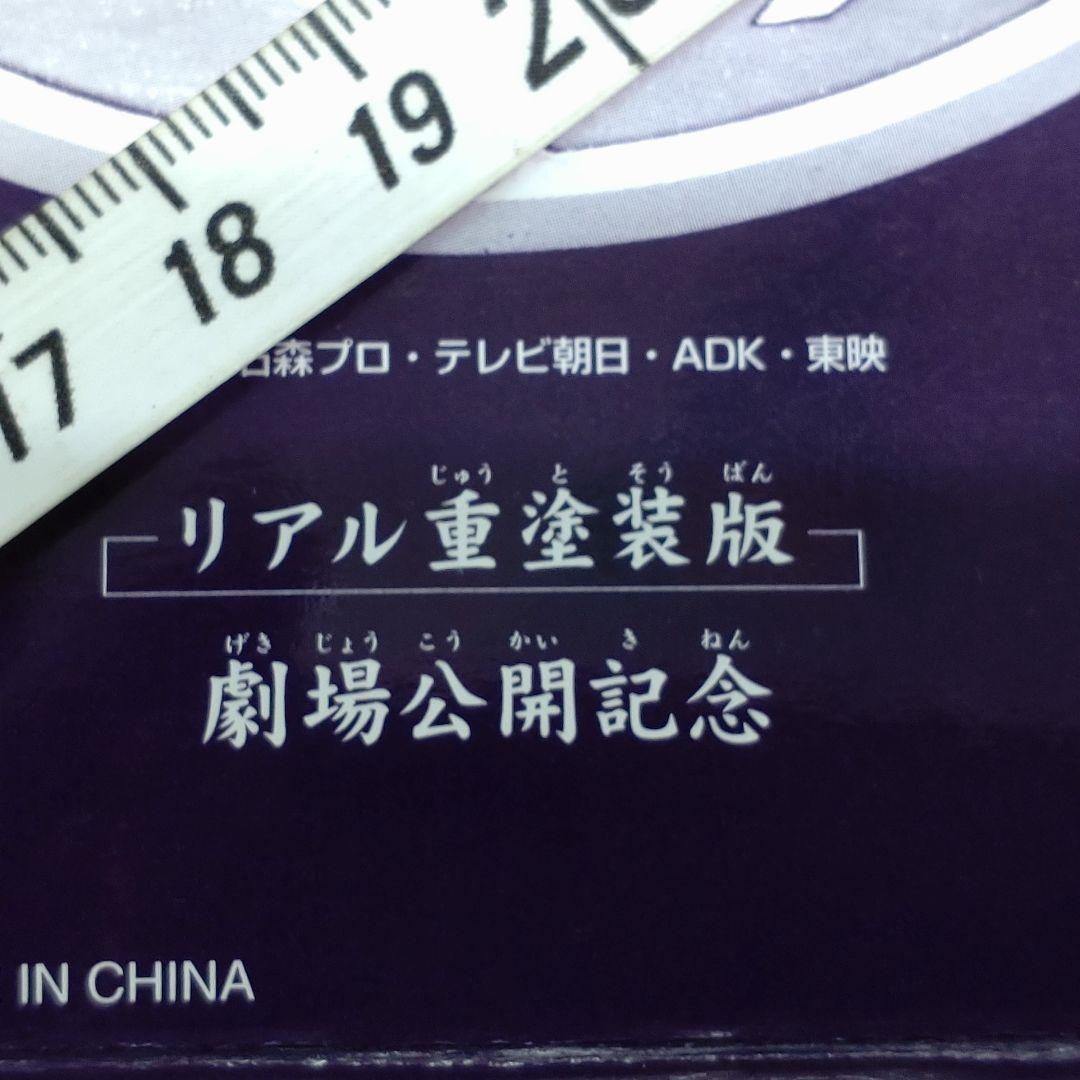 17 18 19 20
石森プロ・テレビ朝日・ADK・東映
じゅう と そう ばん
リアル重塗装版
げき じょう こう かい き ねん
劇場公開記念
IN CHINA